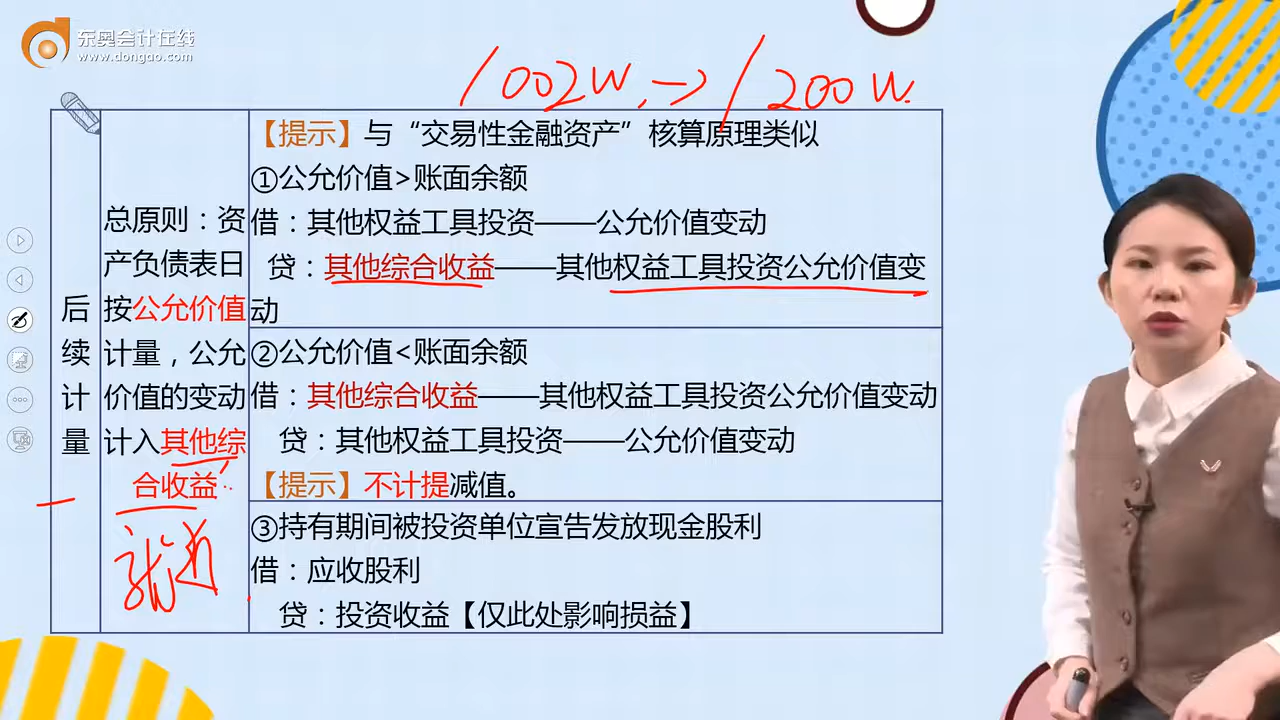 东奥会计在线
www.dongao.com
1002W.→1200W.
后续计量
总原则：资
产负债表日
按公允价值
计量，公允
价值的变动
计入其他综
合收益
【提示】与“交易性金融资产”核算原理类似
①公允价值>账面余额
借：其他权益工具投资——公允价值变动
贷：其他综合收益——其他权益工具投资公允价值变
动
②公允价值<账面余额
借：其他综合收益——其他权益工具投资公允价值变动
贷：其他权益工具投资——公允价值变动
【提示】不计提减值。
③持有期间被投资单位宣告发放现金股利
借：应收股利
贷：投资收益【仅此处影响损益】